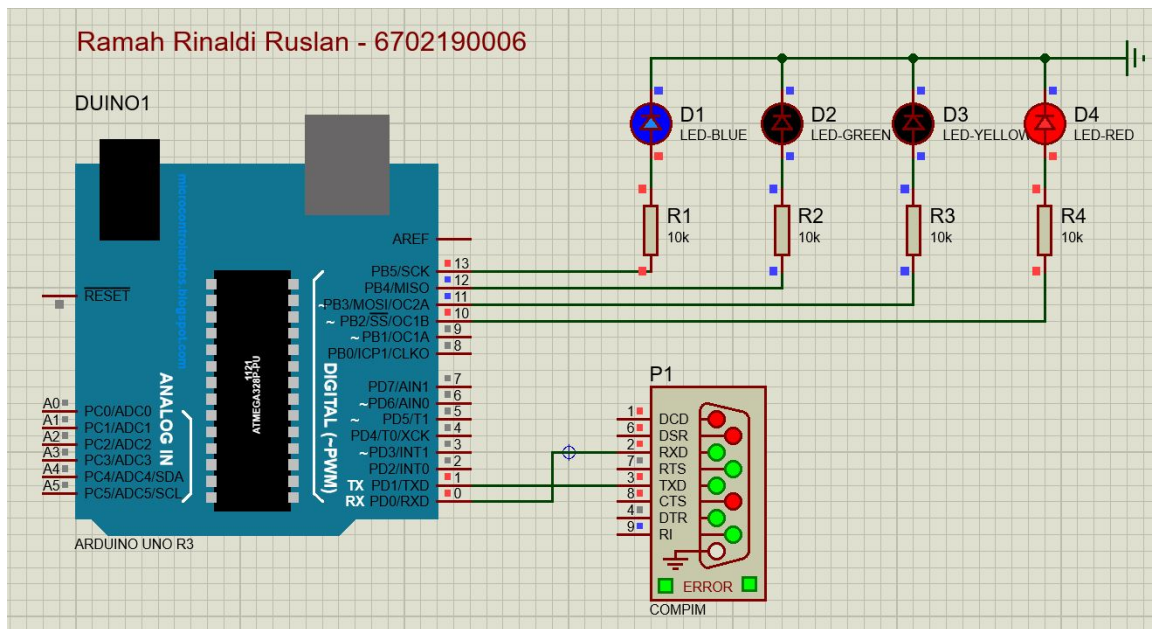 Ramah Rinaldi Ruslan - 6702190006
DUINO1
microcontrolandos.blogspot.com
AREF
PB5/SCK 13
PB4/MISO 12
~PB3/MOSI/OC2A 11
~ PB2/SS/OC1B 10
~ PB1/OC1A 9
PB0/ICP1/CLKO 8
PD7/AIN1 7
~PD6/AIN0 6
~ PD5/T1 5
PD4/T0/XCK 4
~PD3/INT1 3
PD2/INT0 2
TX PD1/TXD 1
RX PD0/RXD 0
RESET
A0 PC0/ADC0
A1 PC1/ADC1
A2 PC2/ADC2
A3 PC3/ADC3
A4 PC4/ADC4/SDA
A5 PC5/ADC5/SCL
ANALOG IN
1121
ATMEGA328P-PU
DIGITAL (~PWM)
ARDUINO UNO R3
D1
LED-BLUE
D2
LED-GREEN
D3
LED-YELLOW
D4
LED-RED
R1
10k
R2
10k
R3
10k
R4
10k
P1
1 DCD
6 DSR
2 RXD
7 RTS
3 TXD
8 CTS
4 DTR
9 RI
ERROR
COMPIM